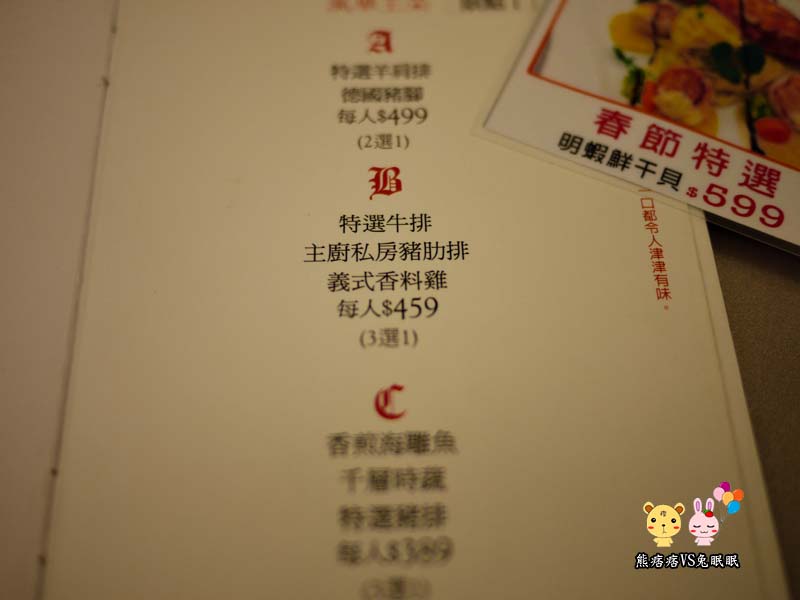 A
特選羊肩排
德國豬腳
每人$499
(2選1)
B
特選牛排
主廚私房豬肋排
義式香料雞
每人$459
(3選1)
C
香煎海雕魚
千層時蔬
特選豬排
每人$389
(3選1)
春節特選
明蝦鮮干貝
$599
口都令人津津有味。
熊痞痞VS兔眠眠